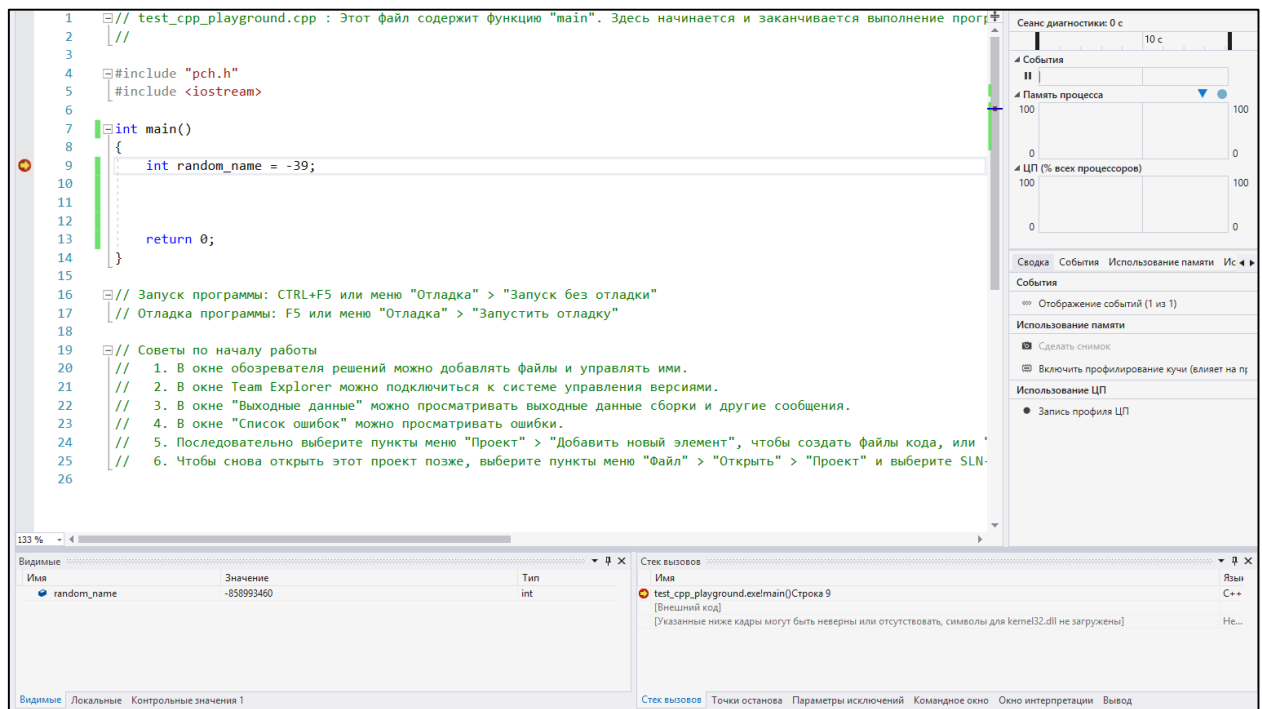 1 // test_cpp_playground.cpp : Этот файл содержит функцию "main". Здесь начинается и заканчивается выполнение прогр
2 //
3
4 #include "pch.h"
5 #include <iostream>
6
7 int main()
8 {
9 int random_name = -39;
10
11
12
13 return 0;
14 }
15
16 // Запуск программы: CTRL+F5 или меню "Отладка" > "Запуск без отладки"
17 // Отладка программы: F5 или меню "Отладка" > "Запустить отладку"
18
19 // Советы по началу работы
20 // 1. В окне обозревателя решений можно добавлять файлы и управлять ими.
21 // 2. В окне Team Explorer можно подключиться к системе управления версиями.
22 // 3. В окне "Выходные данные" можно просматривать выходные данные сборки и другие сообщения.
23 // 4. В окне "Список ошибок" можно просматривать ошибки.
24 // 5. Последовательно выберите пункты меню "Проект" > "Добавить новый элемент", чтобы создать файлы кода, или "
25 // 6. Чтобы снова открыть этот проект позже, выберите пункты меню "Файл" > "Открыть" > "Проект" и выберите SLN-
26
133 %
Сеанс диагностики: 0 с
10 с
События
Память процесса
100 100
0 0
ЦП (% всех процессоров)
100 100
0 0
Сводка События Использование памяти Ис
События
Отображение событий (1 из 1)
Использование памяти
Сделать снимок
Включить профилирование кучи (влияет на пр
Использование ЦП
Запись профиля ЦП
Видимые
Имя Значение Тип
random_name -858993460 int
Видимые Локальные Контрольные значения 1
Стек вызовов
Имя Язык
test_cpp_playground.exe!main()Строка 9 C++
[Внешний код]
[Указанные ниже кадры могут быть неверны или отсутствовать, символы для kernel32.dll не загружены] Не...
Стек вызовов Точки останова Параметры исключений Командное окно Окно интерпретации Вывод